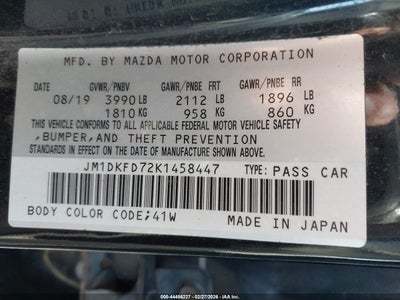 MFD. BY MAZDA MOTOR CORPORATION
DATE GVWR/PNBV GAWR/PNBE FRT GAWR/PNBE RR
08/19 3990 LB 2112 LB 1896 LB
1810 KG 958 KG 860 KG
THIS VEHICLE CONFORMS TO ALL APPLICABLE FEDERAL MOTOR VEHICLE SAFETY
,BUMPER,AND THEFT PREVENTION
STANDARDS IN EFFECT ON THE DATE OF MANUFACTURE SHOWN ABOVE.
JM1DKFD72K1458447 TYPE:PASS CAR
BODY COLOR CODE;41W MADE IN JAPAN
000-44498227 - 02/27/2026 - IAA, Inc.